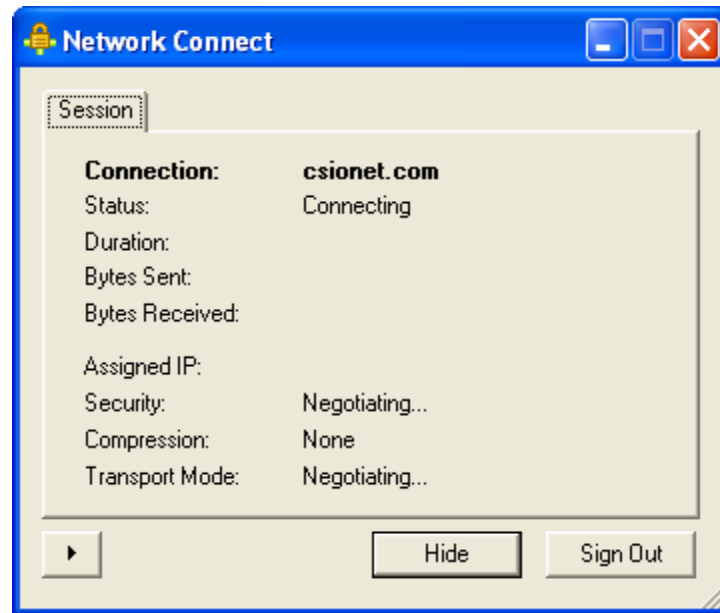 Network Connect
Session
Connection: csionet.com
Status: Connecting
Duration:
Bytes Sent:
Bytes Received:
Assigned IP:
Security: Negotiating...
Compression: None
Transport Mode: Negotiating...
Hide Sign Out